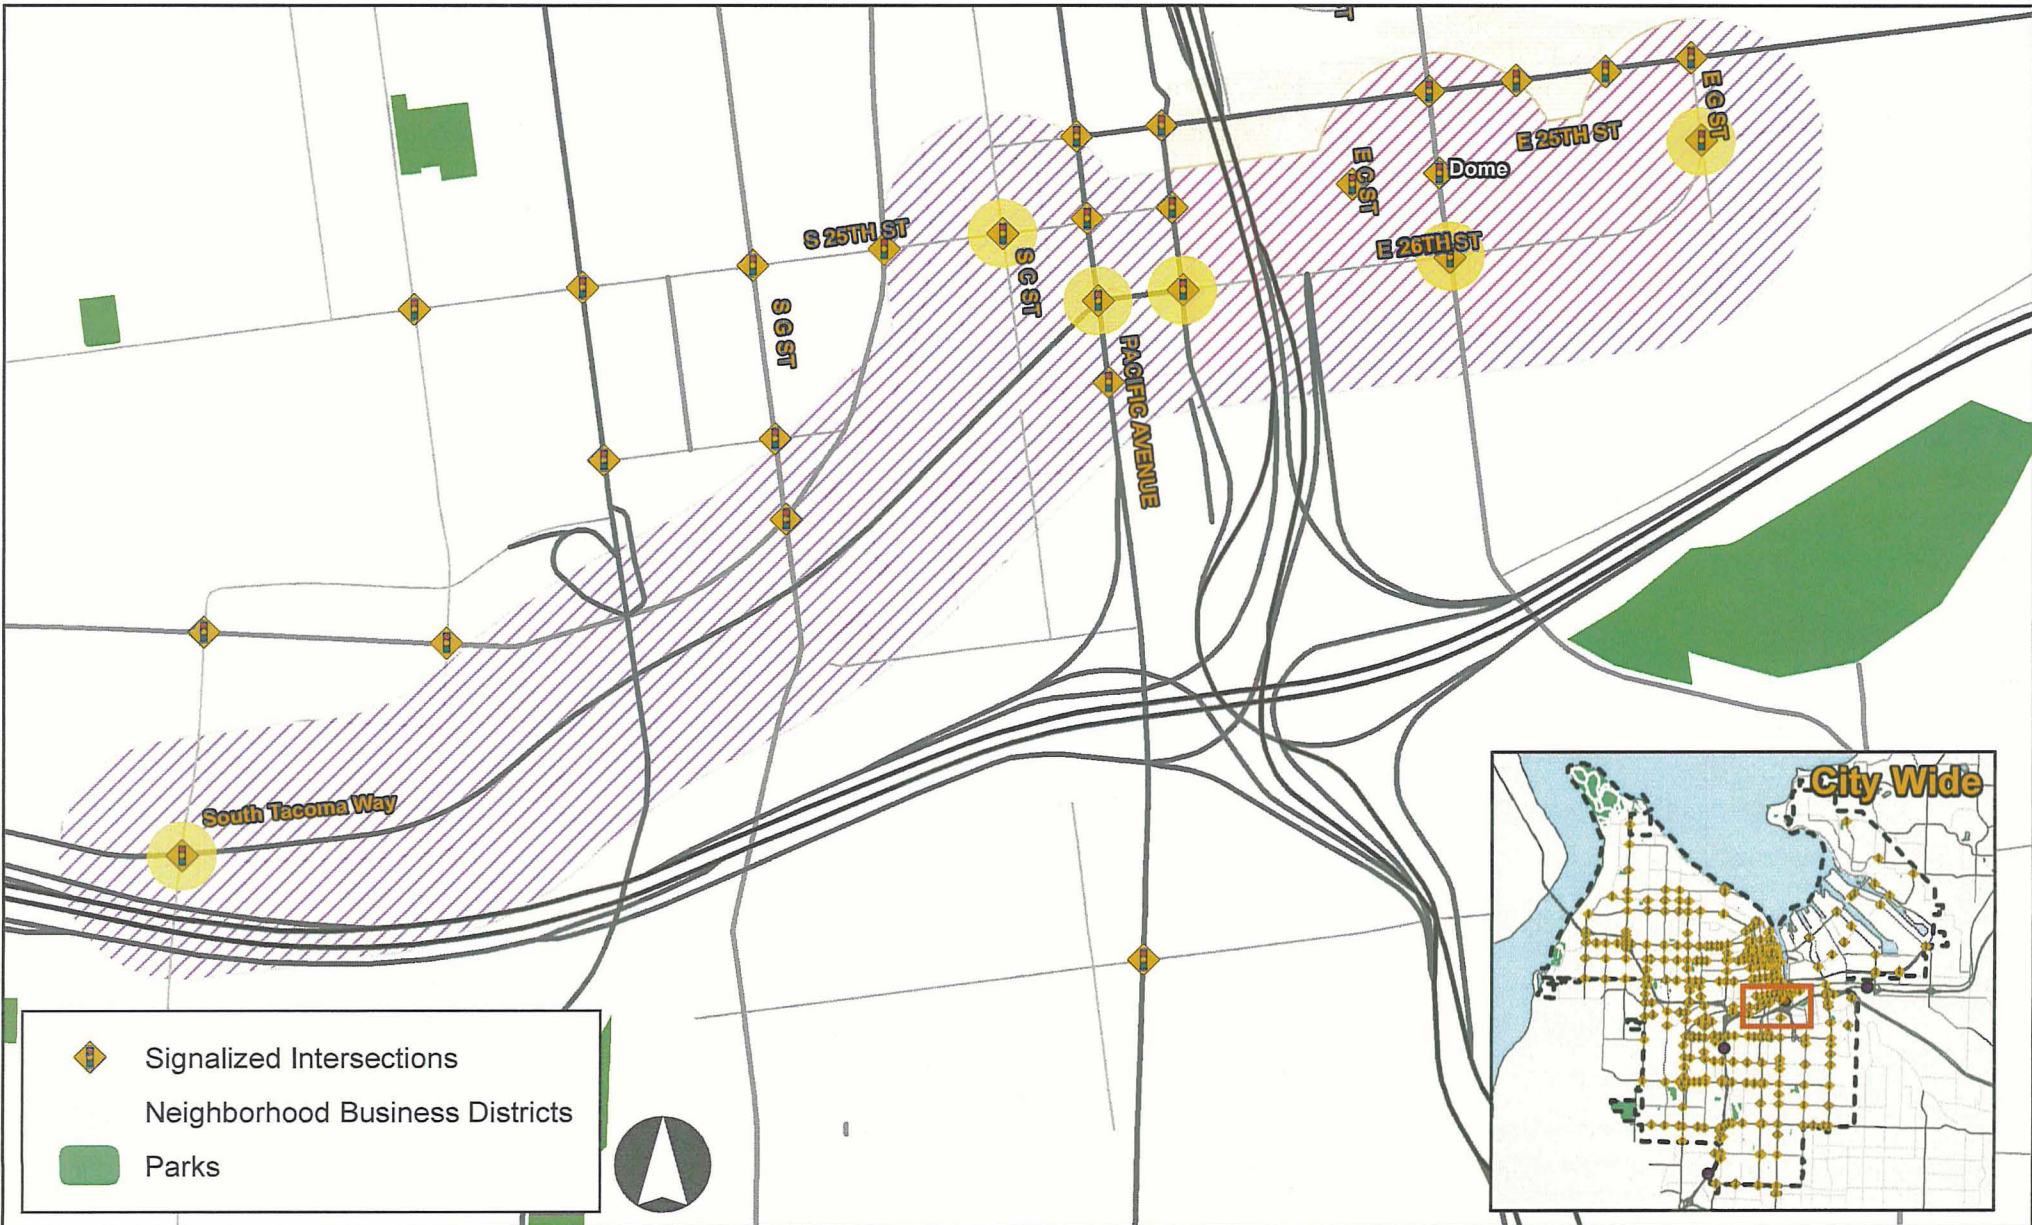 E G ST
E 25TH ST
E C ST
Dome
S 25TH ST
E 26TH ST
S C ST
S G ST
PACIFIC AVENUE
South Tacoma Way
City Wide
Signalized Intersections
Neighborhood Business Districts
Parks